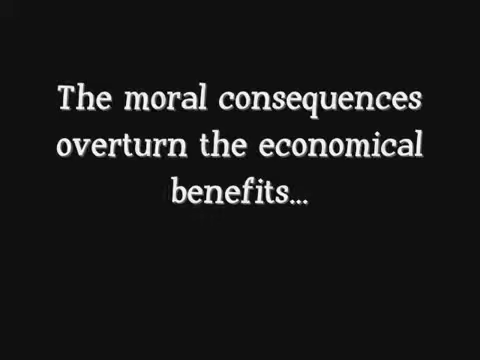 The moral consequences
overturn the economical
benefits...